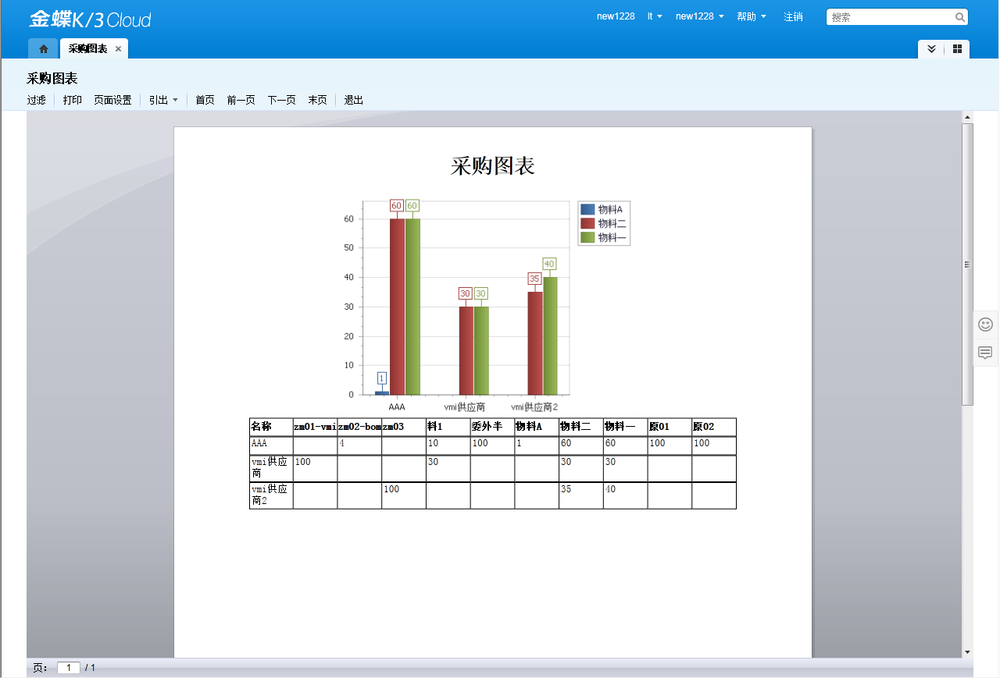 金蝶K/3 Cloud
new1228 lt new1228 帮助 注销 搜索
采购图表
采购图表
过滤 打印 页面设置 引出 首页 前一页 下一页 末页 退出
采购图表
60 60
物料A
物料二
物料一
60
50
40
30
20
10
0
40
35
30 30
1
AAA vmi供应商 vmi供应商2
名称 zm01-vmi zm02-bom zm03 料1 委外半 物料A 物料二 物料一 原01 原02
AAA 4 10 100 1 60 60 100 100
vmi供应 100 30 30 30
商
vmi供应 100 35 40
商2
页: 1 / 1